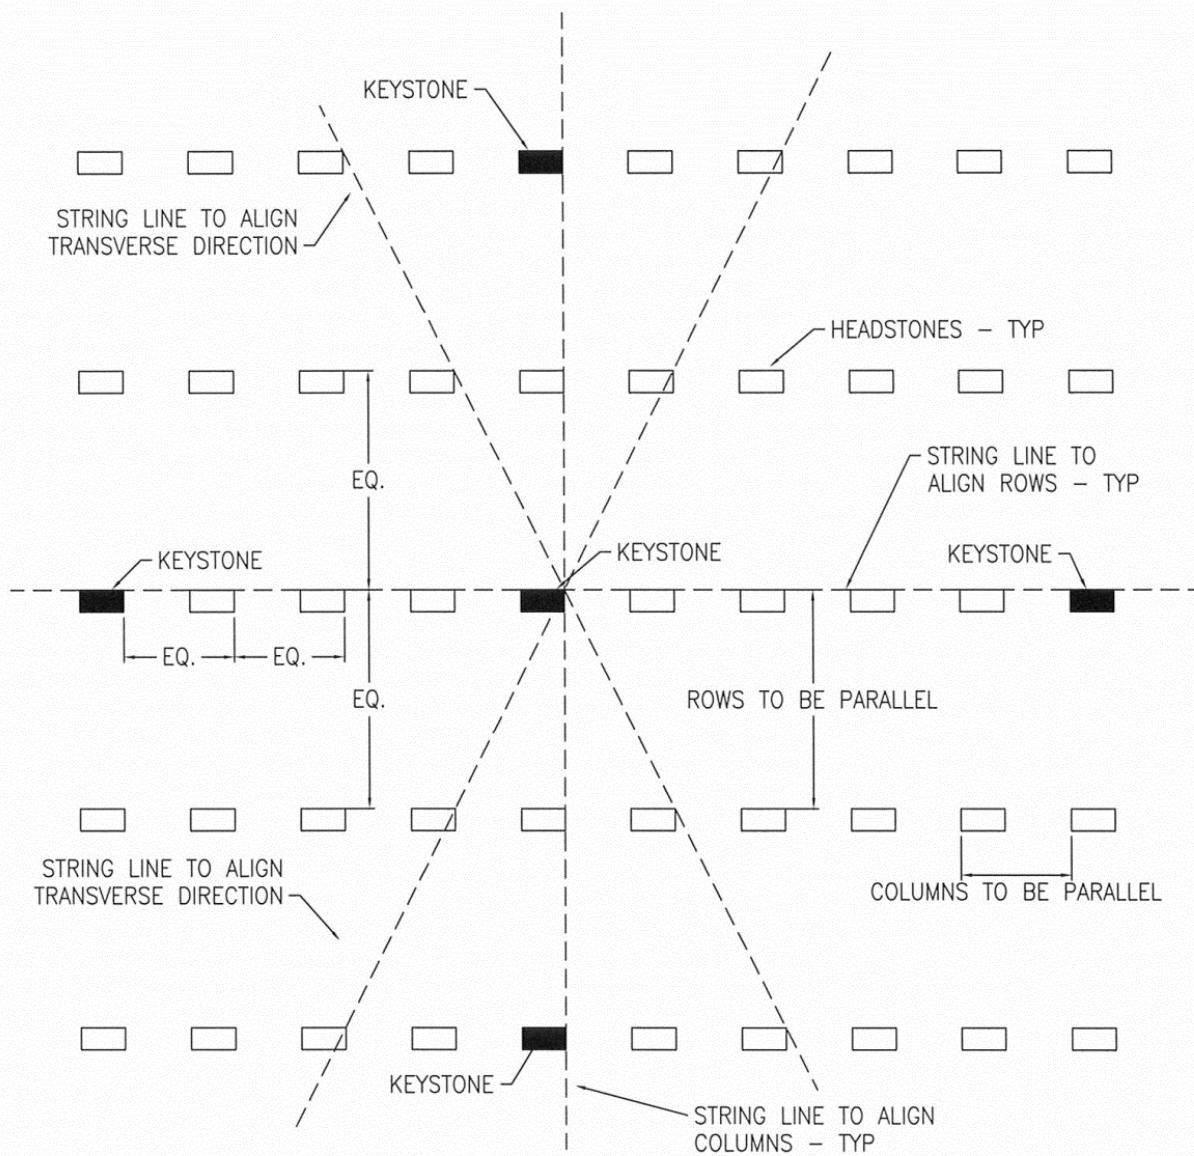 KEYSTONE
STRING LINE TO ALIGN
TRANSVERSE DIRECTION
HEADSTONES – TYP
EQ.
STRING LINE TO
ALIGN ROWS – TYP
KEYSTONE
KEYSTONE
KEYSTONE
EQ.
EQ.
EQ.
ROWS TO BE PARALLEL
STRING LINE TO ALIGN
TRANSVERSE DIRECTION
COLUMNS TO BE PARALLEL
KEYSTONE
STRING LINE TO ALIGN
COLUMNS – TYP